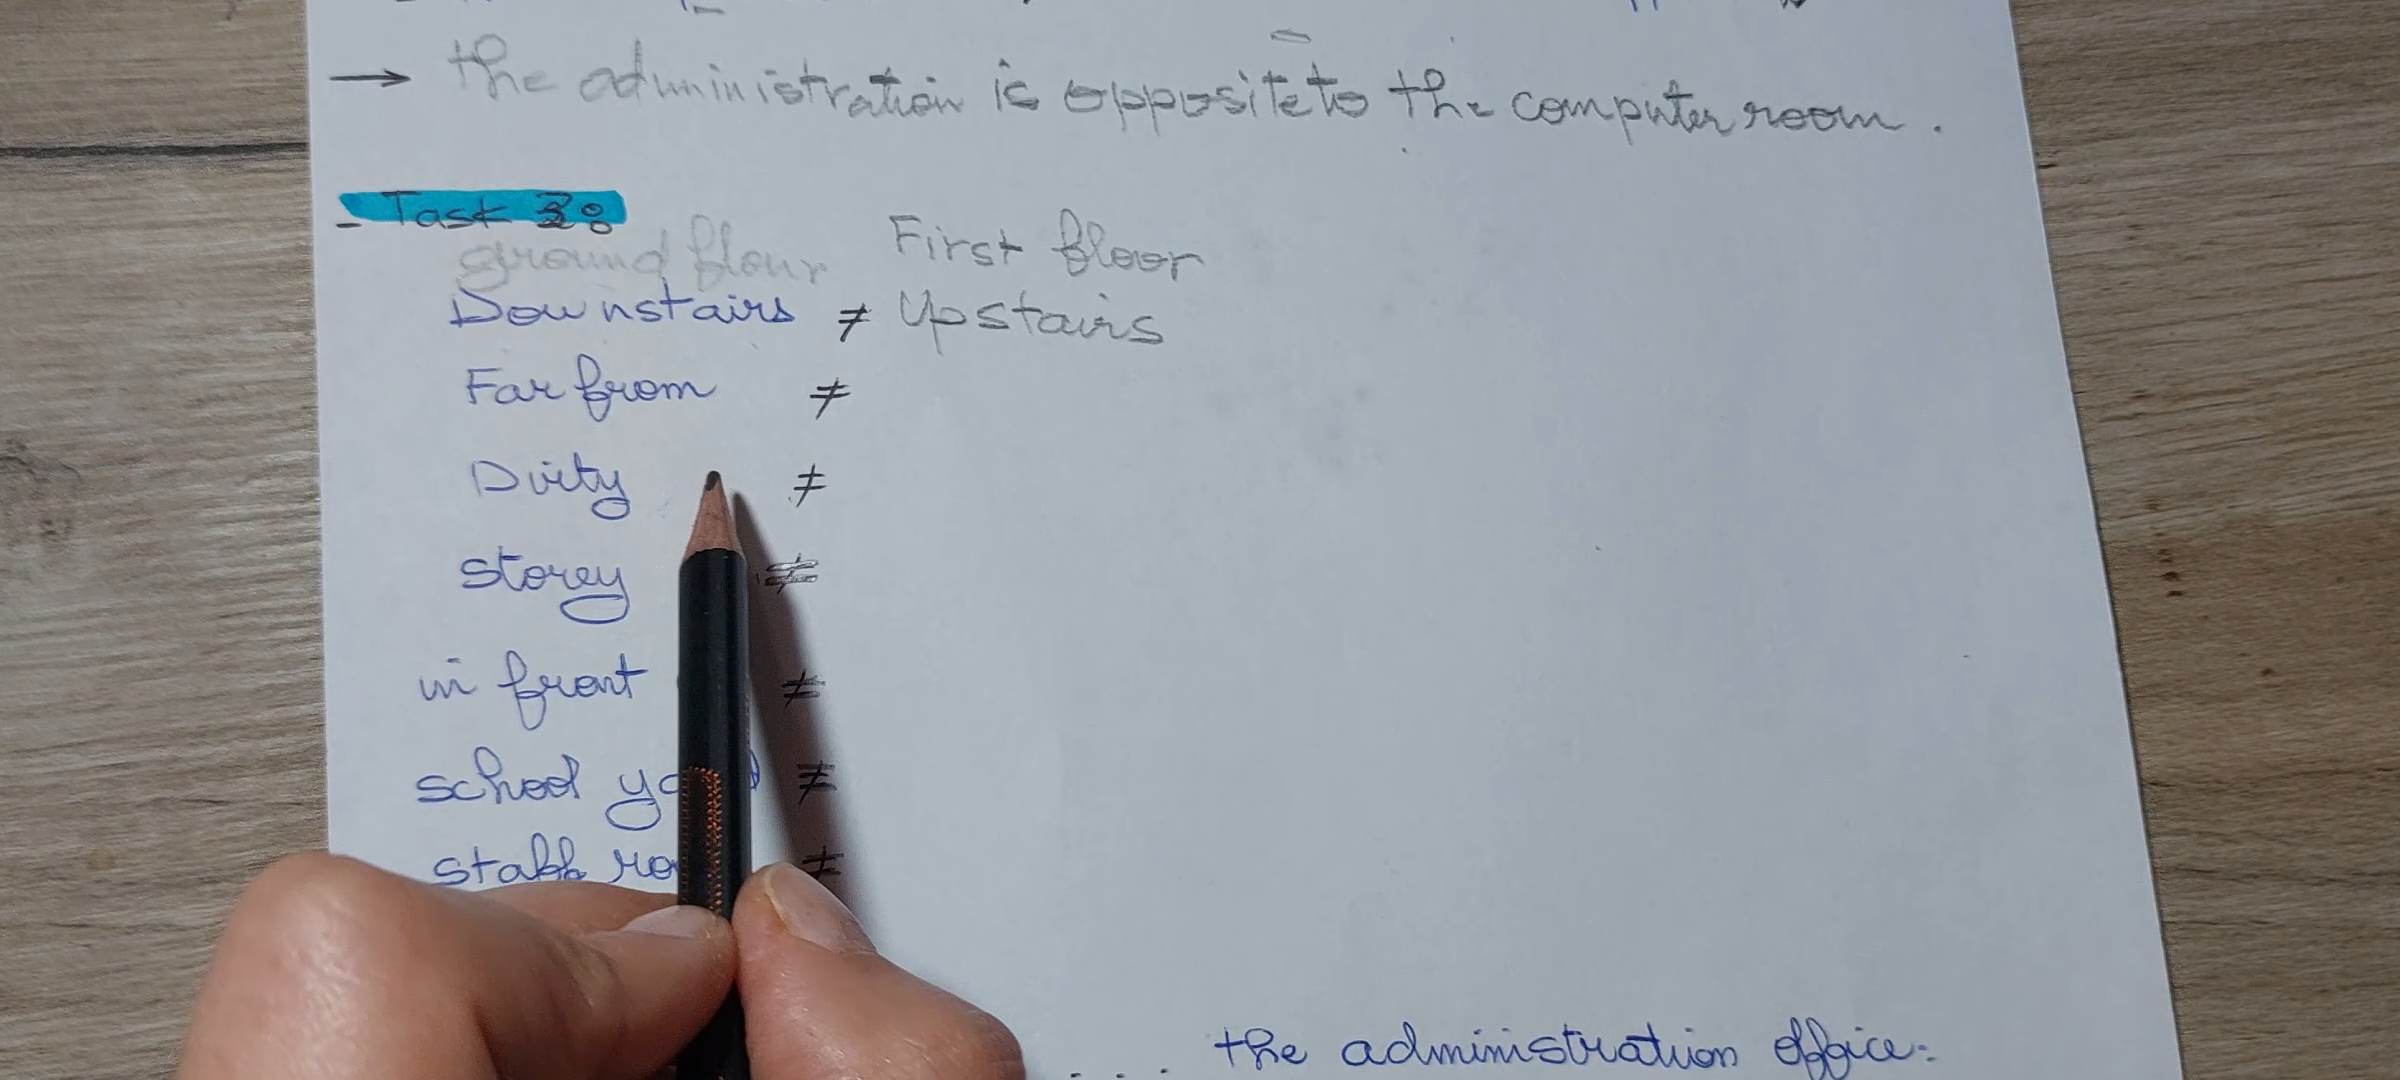 → the administration is opposite to the computer room .
- Task 3:
ground flour First floor
Downstairs ≠ Upstairs
Far from ≠
Dirty ≠
storey ≠
in front ≠
school ≠
staff ≠
... the administration office.